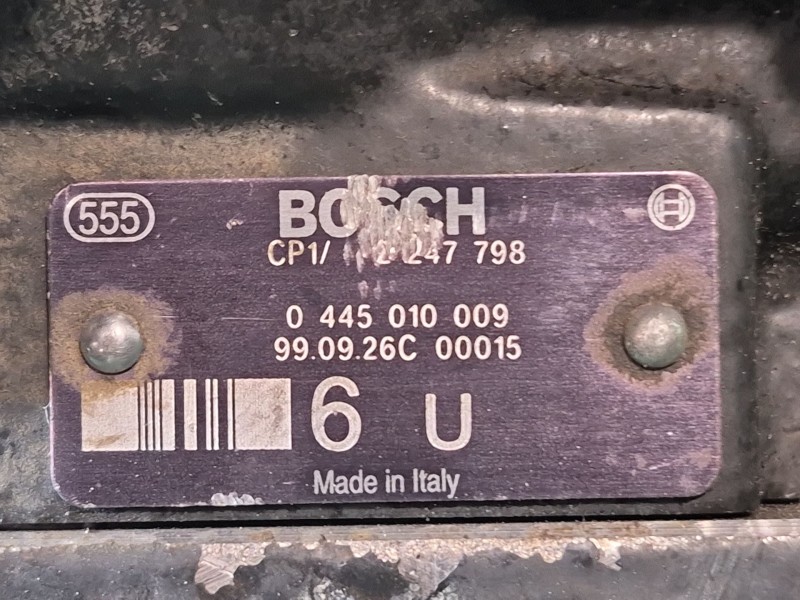 555
BOSCH
CP1/ 247 798
0 445 010 009
99.09.26C 00015
6 U
Made in Italy